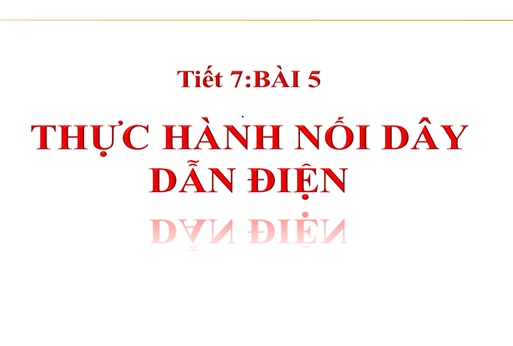 Tiết 7:BÀI 5
THỰC HÀNH NỐI DÂY
DẪN ĐIỆN